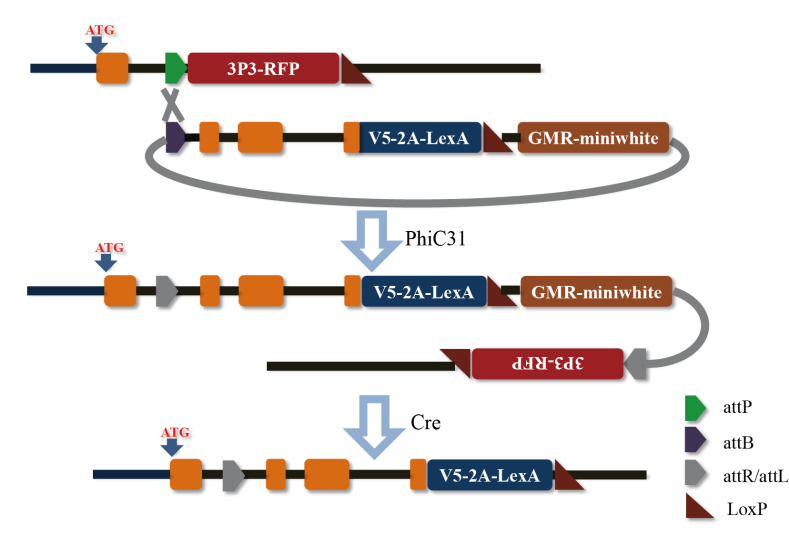 ATG
3P3-RFP
V5-2A-LexA
GMR-miniwhite
PhiC31
ATG
V5-2A-LexA
GMR-miniwhite
3P3-RFP
attP
Cre
attB
ATG
V5-2A-LexA
attR/attL
LoxP